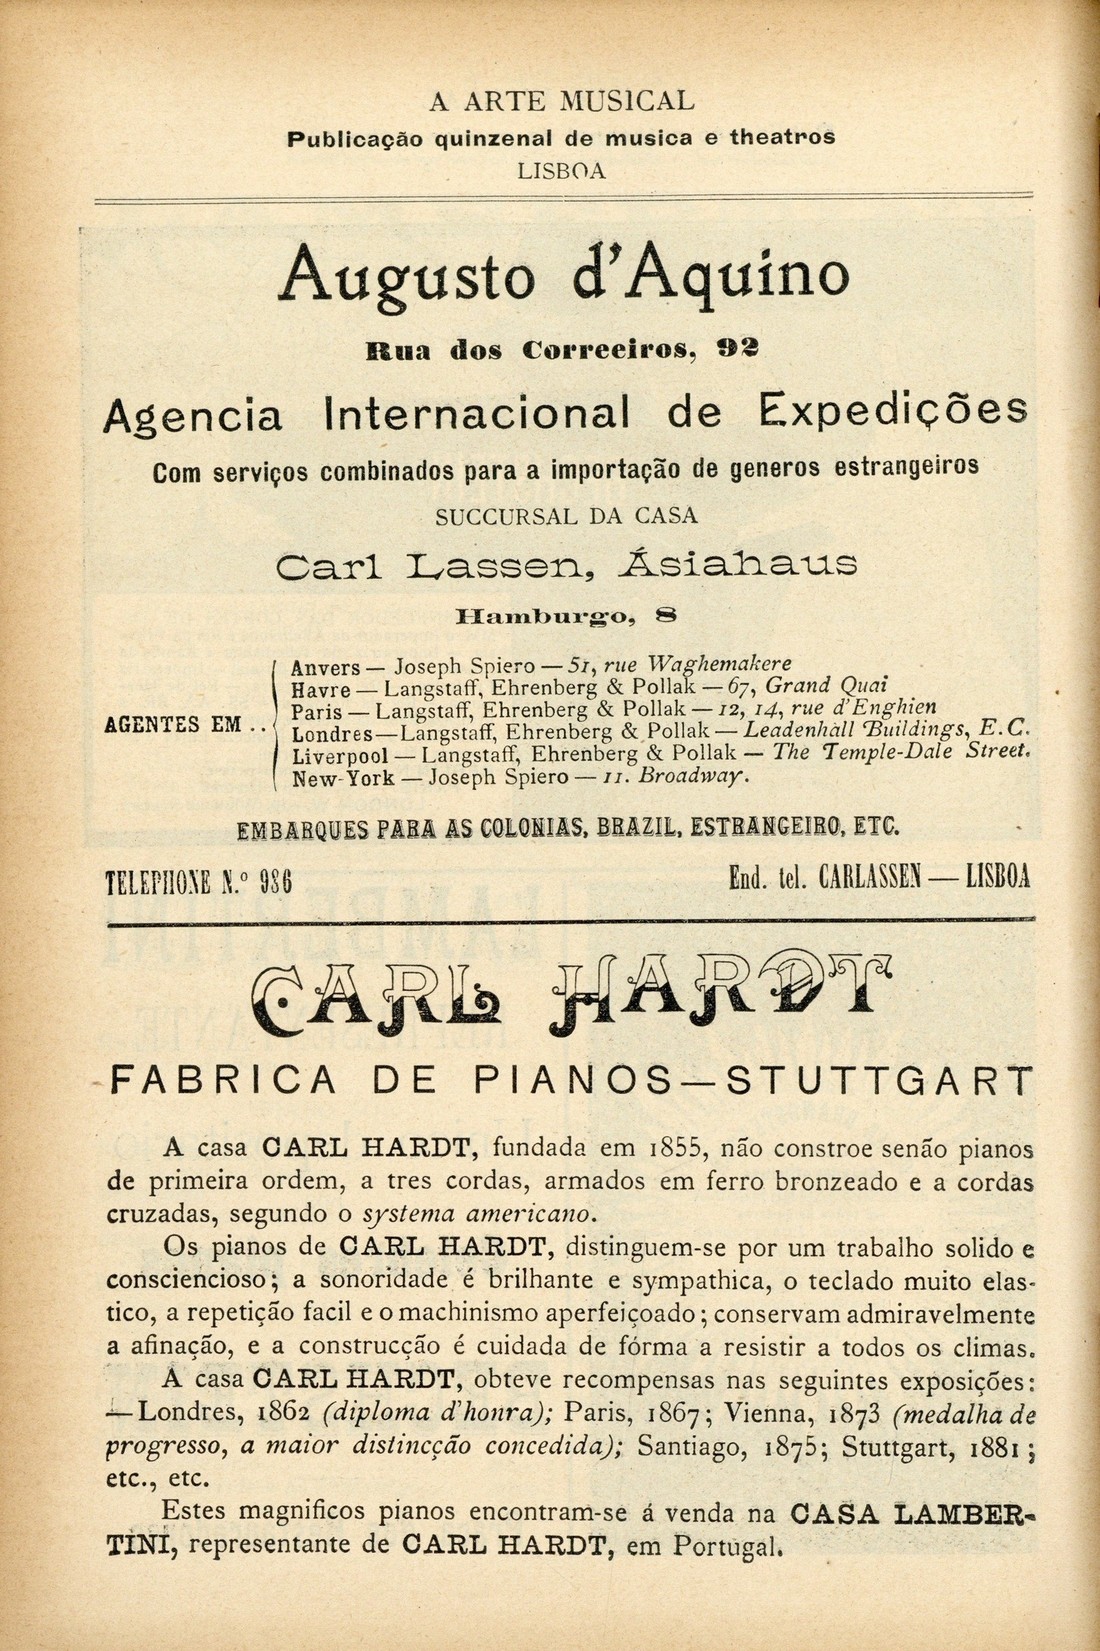 A ARTE MUSICAL
Publicação quinzenal de musica e theatros
LISBOA
Augusto d'Aquino
Rua dos Correeiros, 92
Agencia Internacional de Expedições
Com serviços combinados para a importação de generos estrangeiros
SUCCURSAL DA CASA
Carl Lassen, Ásiahaus
Hamburgo, 8
AGENTES EM ..
Anvers — Joseph Spiero — 51, rue Waghemakere
Havre — Langstaff, Ehrenberg & Pollak — 67, Grand Quai
Paris — Langstaff, Ehrenberg & Pollak — 12, 14, rue d'Enghien
Londres—Langstaff, Ehrenberg & Pollak — Leadenhall Buildings, E.C.
Liverpool — Langstaff, Ehrenberg & Pollak — The Temple-Dale Street.
New-York — Joseph Spiero — 11. Broadway.
EMBARQUES PARA AS COLONIAS, BRAZIL, ESTRANGEIRO, ETC.
TELEPHONE N.º 986 End. tel. CARLASSEN — LISBOA
CARL HARDT
FABRICA DE PIANOS—STUTTGART
A casa CARL HARDT, fundada em 1855, não constroe senão pianos
de primeira ordem, a tres cordas, armados em ferro bronzeado e a cordas
cruzadas, segundo o systema americano.
Os pianos de CARL HARDT, distinguem-se por um trabalho solido e
consciencioso; a sonoridade é brilhante e sympathica, o teclado muito elas-
tico, a repetição facil e o machinismo aperfeiçoado; conservam admiravelmente
a afinação, e a construcção é cuidada de fórma a resistir a todos os climas.
A casa CARL HARDT, obteve recompensas nas seguintes exposições:
—Londres, 1862 (diploma d'honra); Paris, 1867; Vienna, 1873 (medalha de
progresso, a maior distincção concedida); Santiago, 1875; Stuttgart, 1881;
etc., etc.
Estes magnificos pianos encontram-se á venda na CASA LAMBER-
TINI, representante de CARL HARDT, em Portugal.